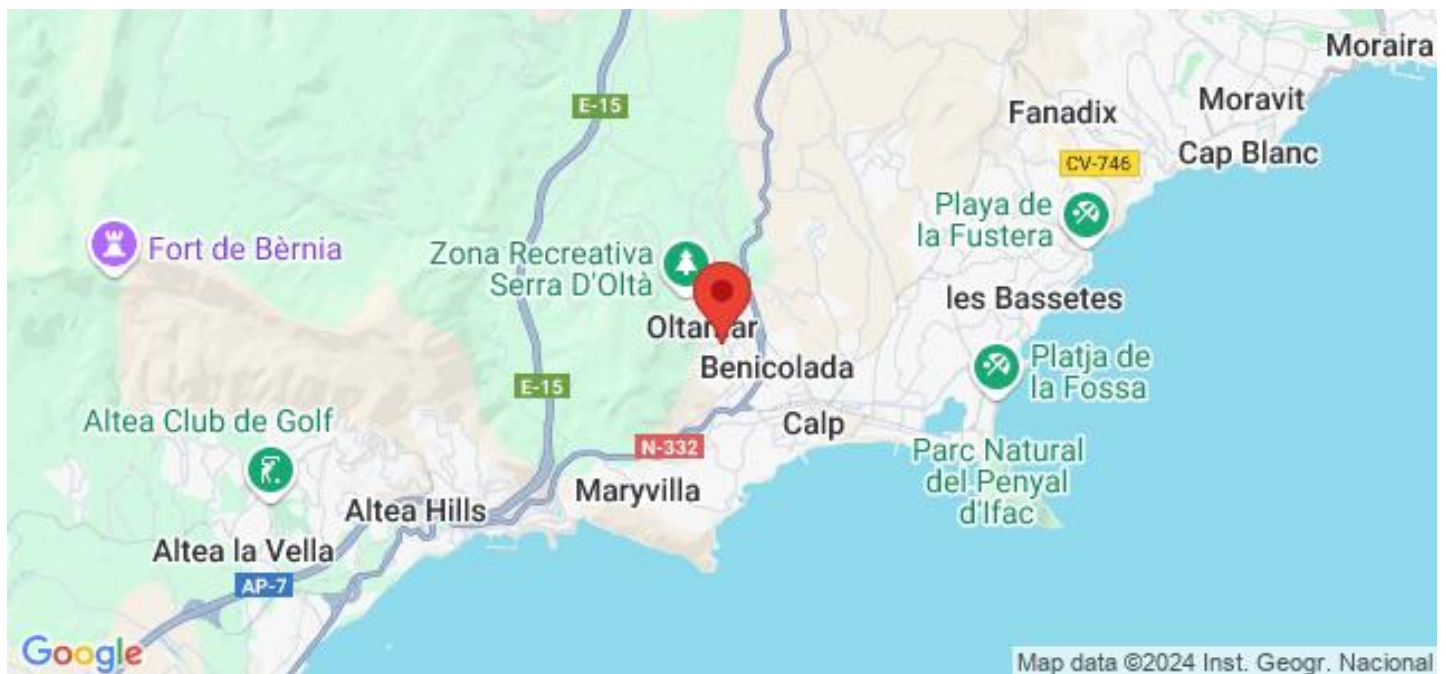 Moraira
E-15
Moravit
Fanadix
Cap Blanc
CV-746
Playa de
la Fustera
Fort de Bèrnia
Zona Recreativa
Serra D'Oltà
les Bassetes
Oltamar
Benicolada
Platja de
la Fossa
E-15
Altea Club de Golf
Calp
N-332
Parc Natural
del Penyal
d'Ifac
Maryvilla
Altea Hills
Altea la Vella
AP-7
Google
Map data ©2024 Inst. Geogr. Nacional